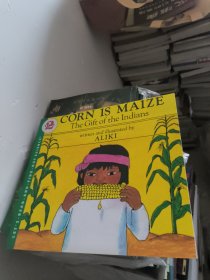 CORN IS MAIZE
The Gift of the Indians
written and illustrated by
ALIKI